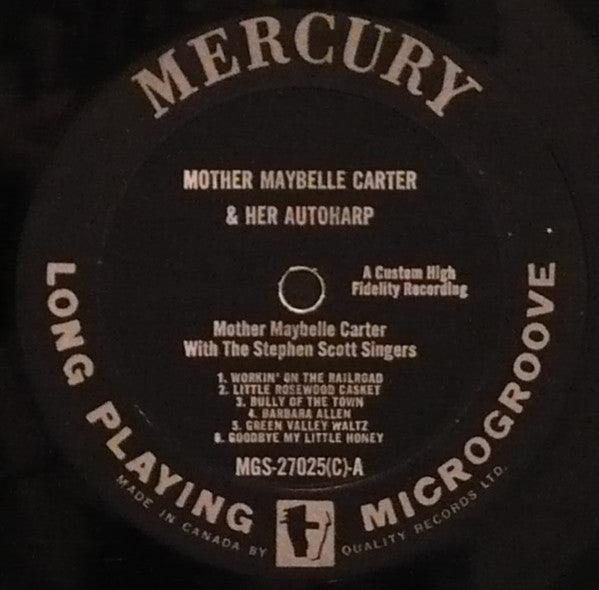 MERCURY
MOTHER MAYBELLE CARTER
& HER AUTOHARP
A Custom High
Fidelity Recording
Mother Maybelle Carter
With The Stephen Scott Singers
1. WORKIN' ON THE RAILROAD
2. LITTLE ROSEWOOD CASKET
3. BULLY OF THE TOWN
4. BARBARA ALLEN
5. GREEN VALLEY WALTZ
6. GOODBYE MY LITTLE HONEY
MGS-27025(C)-A
LONG PLAYING MICROGROOVE
MADE IN CANADA BY QUALITY RECORDS LTD.